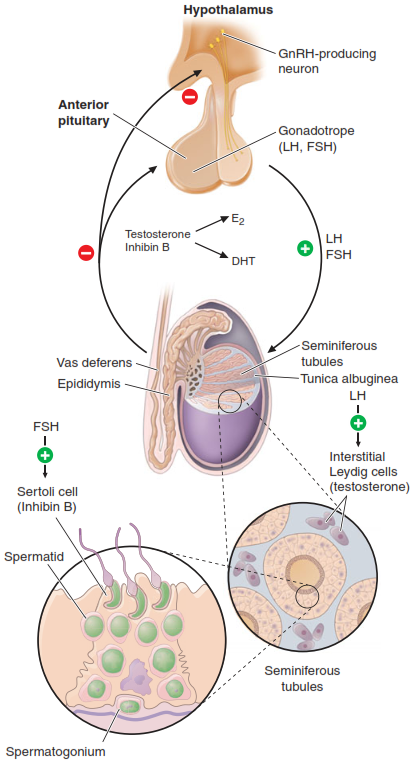 Hypothalamus
GnRH-producing
neuron
Anterior
pituitary
Gonadotrope
(LH, FSH)
E2
Testosterone
Inhibin B
DHT
LH
FSH
Vas deferens
Epididymis
Seminiferous
tubules
Tunica albuginea
LH
FSH
Interstitial
Leydig cells
(testosterone)
Sertoli cell
(Inhibin B)
Spermatid
Seminiferous
tubules
Spermatogonium